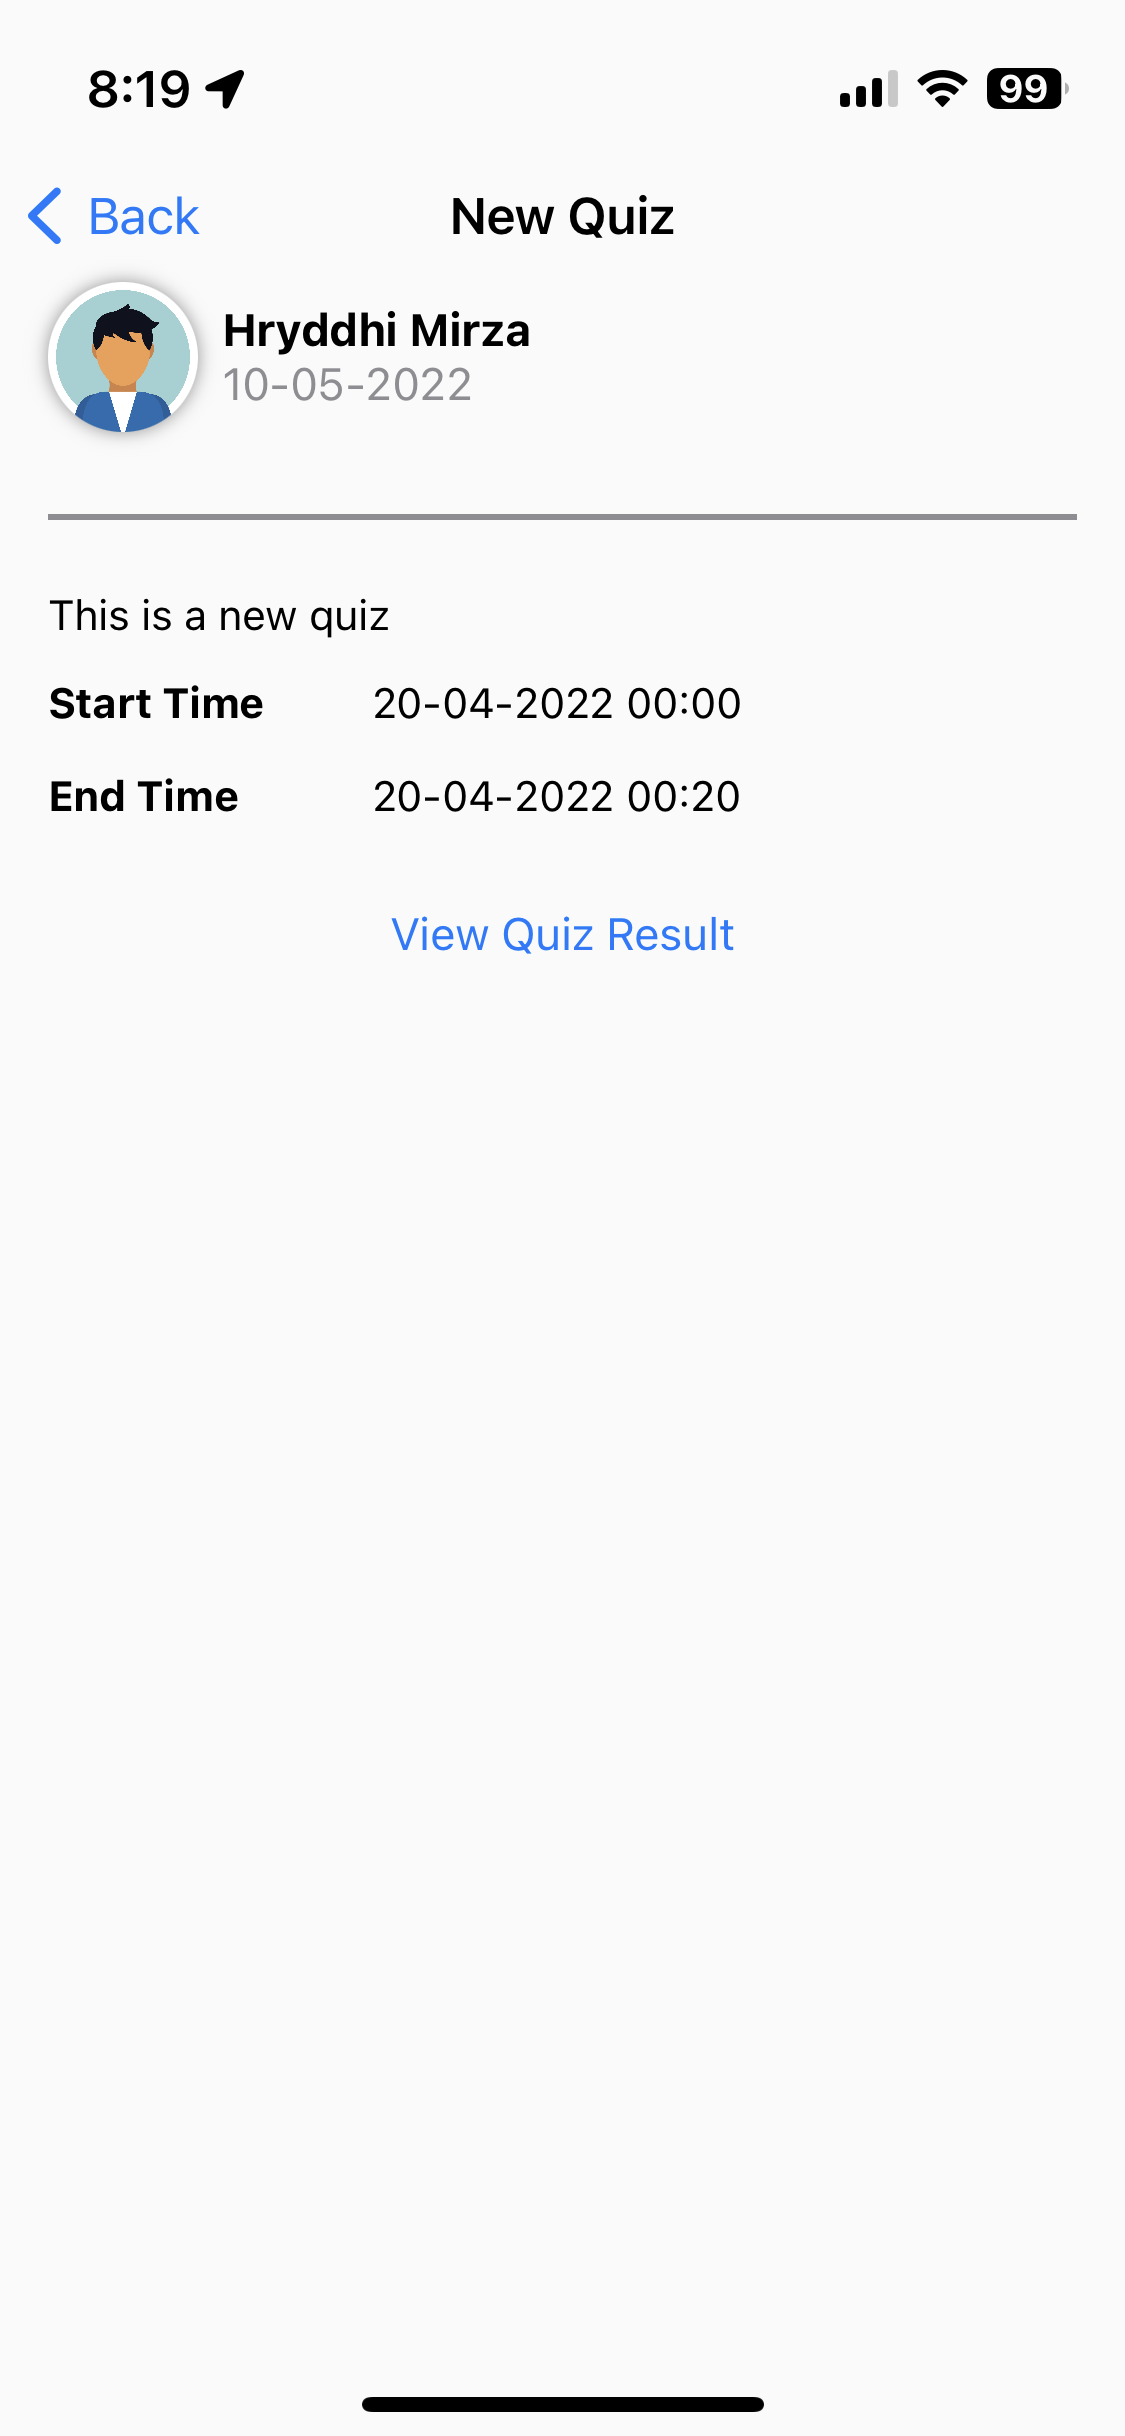 8:19
99
Back
New Quiz
Hryddhi Mirza
10-05-2022
This is a new quiz
Start Time 20-04-2022 00:00
End Time 20-04-2022 00:20
View Quiz Result